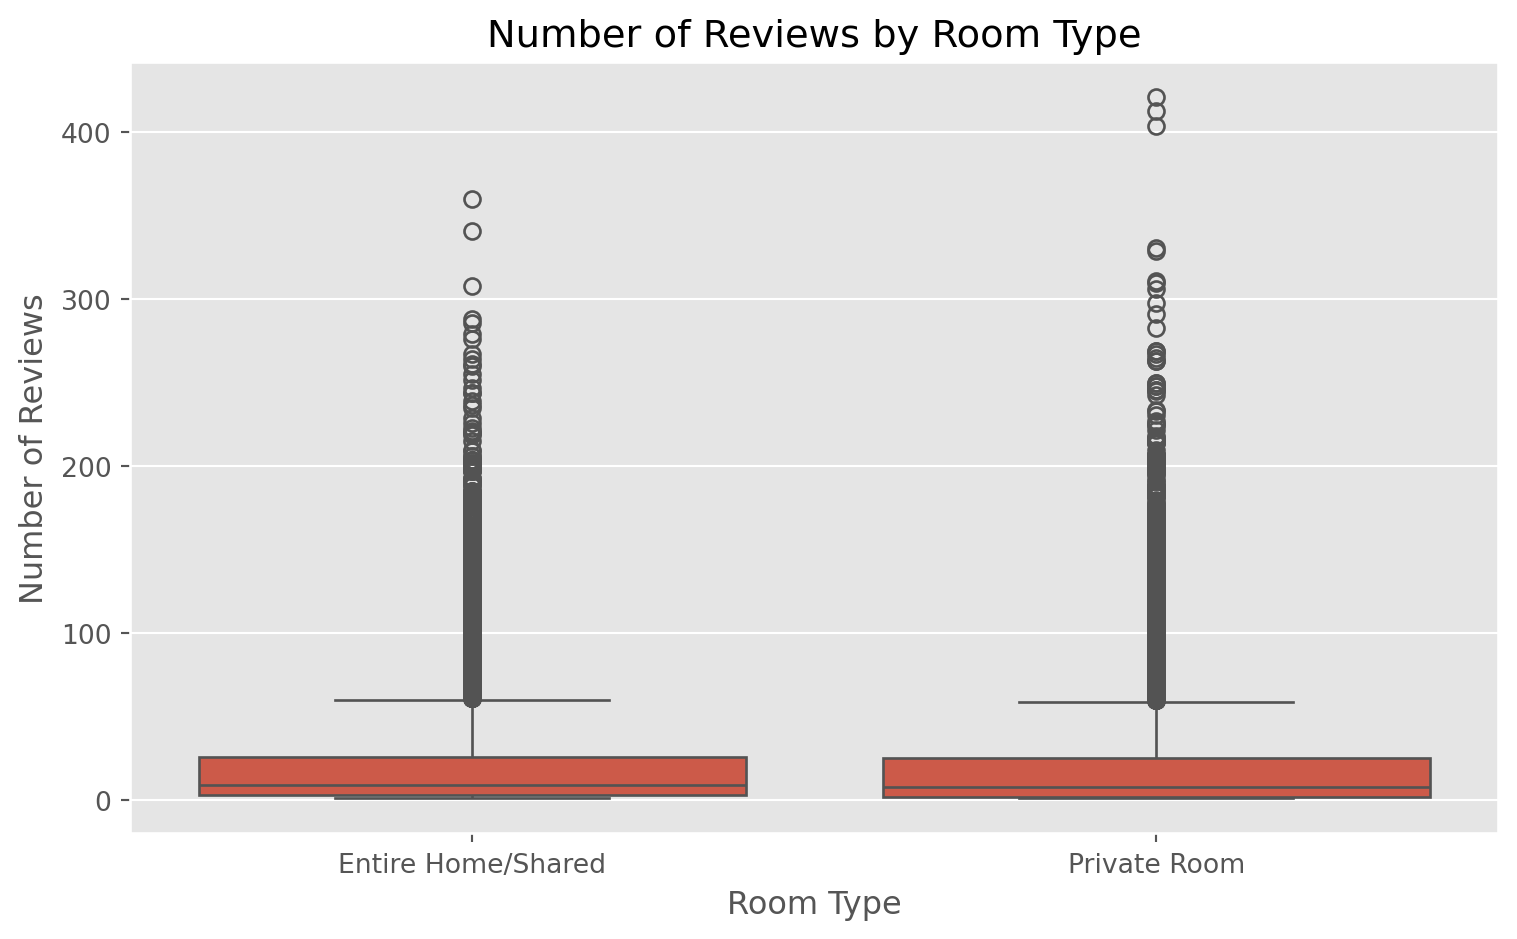 Number of Reviews by Room Type
Number of Reviews
400
300
200
100
0
Entire Home/Shared
Private Room
Room Type